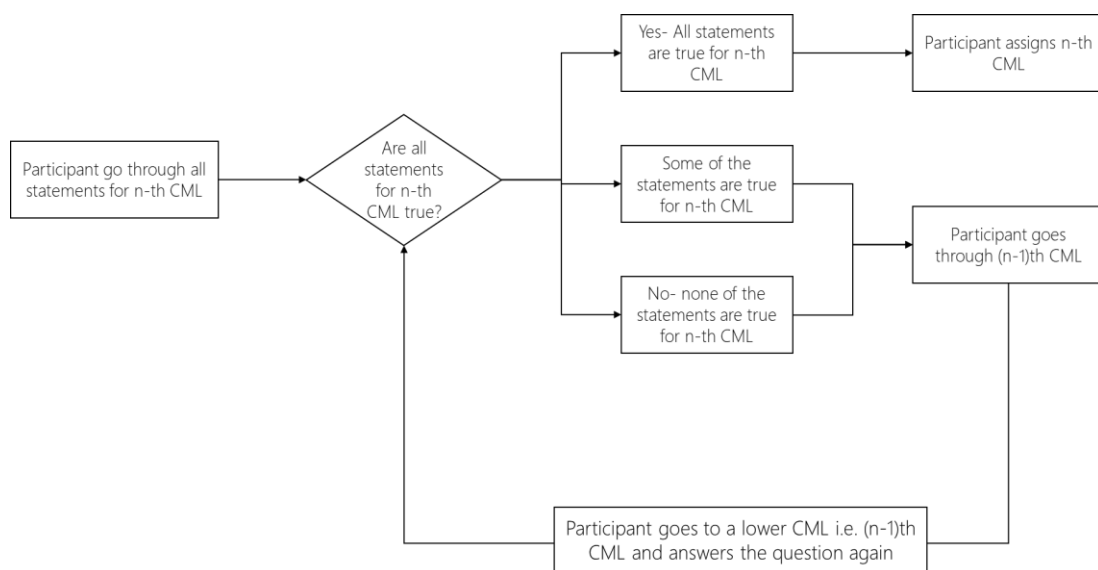 Participant go through all
statements for n-th CML
Are all
statements
for n-th
CML true?
Yes- All statements
are true for n-th
CML
Participant assigns n-th
CML
Some of the
statements are true
for n-th CML
No- none of the
statements are true
for n-th CML
Participant goes
through (n-1)th CML
Participant goes to a lower CML i.e. (n-1)th
CML and answers the question again